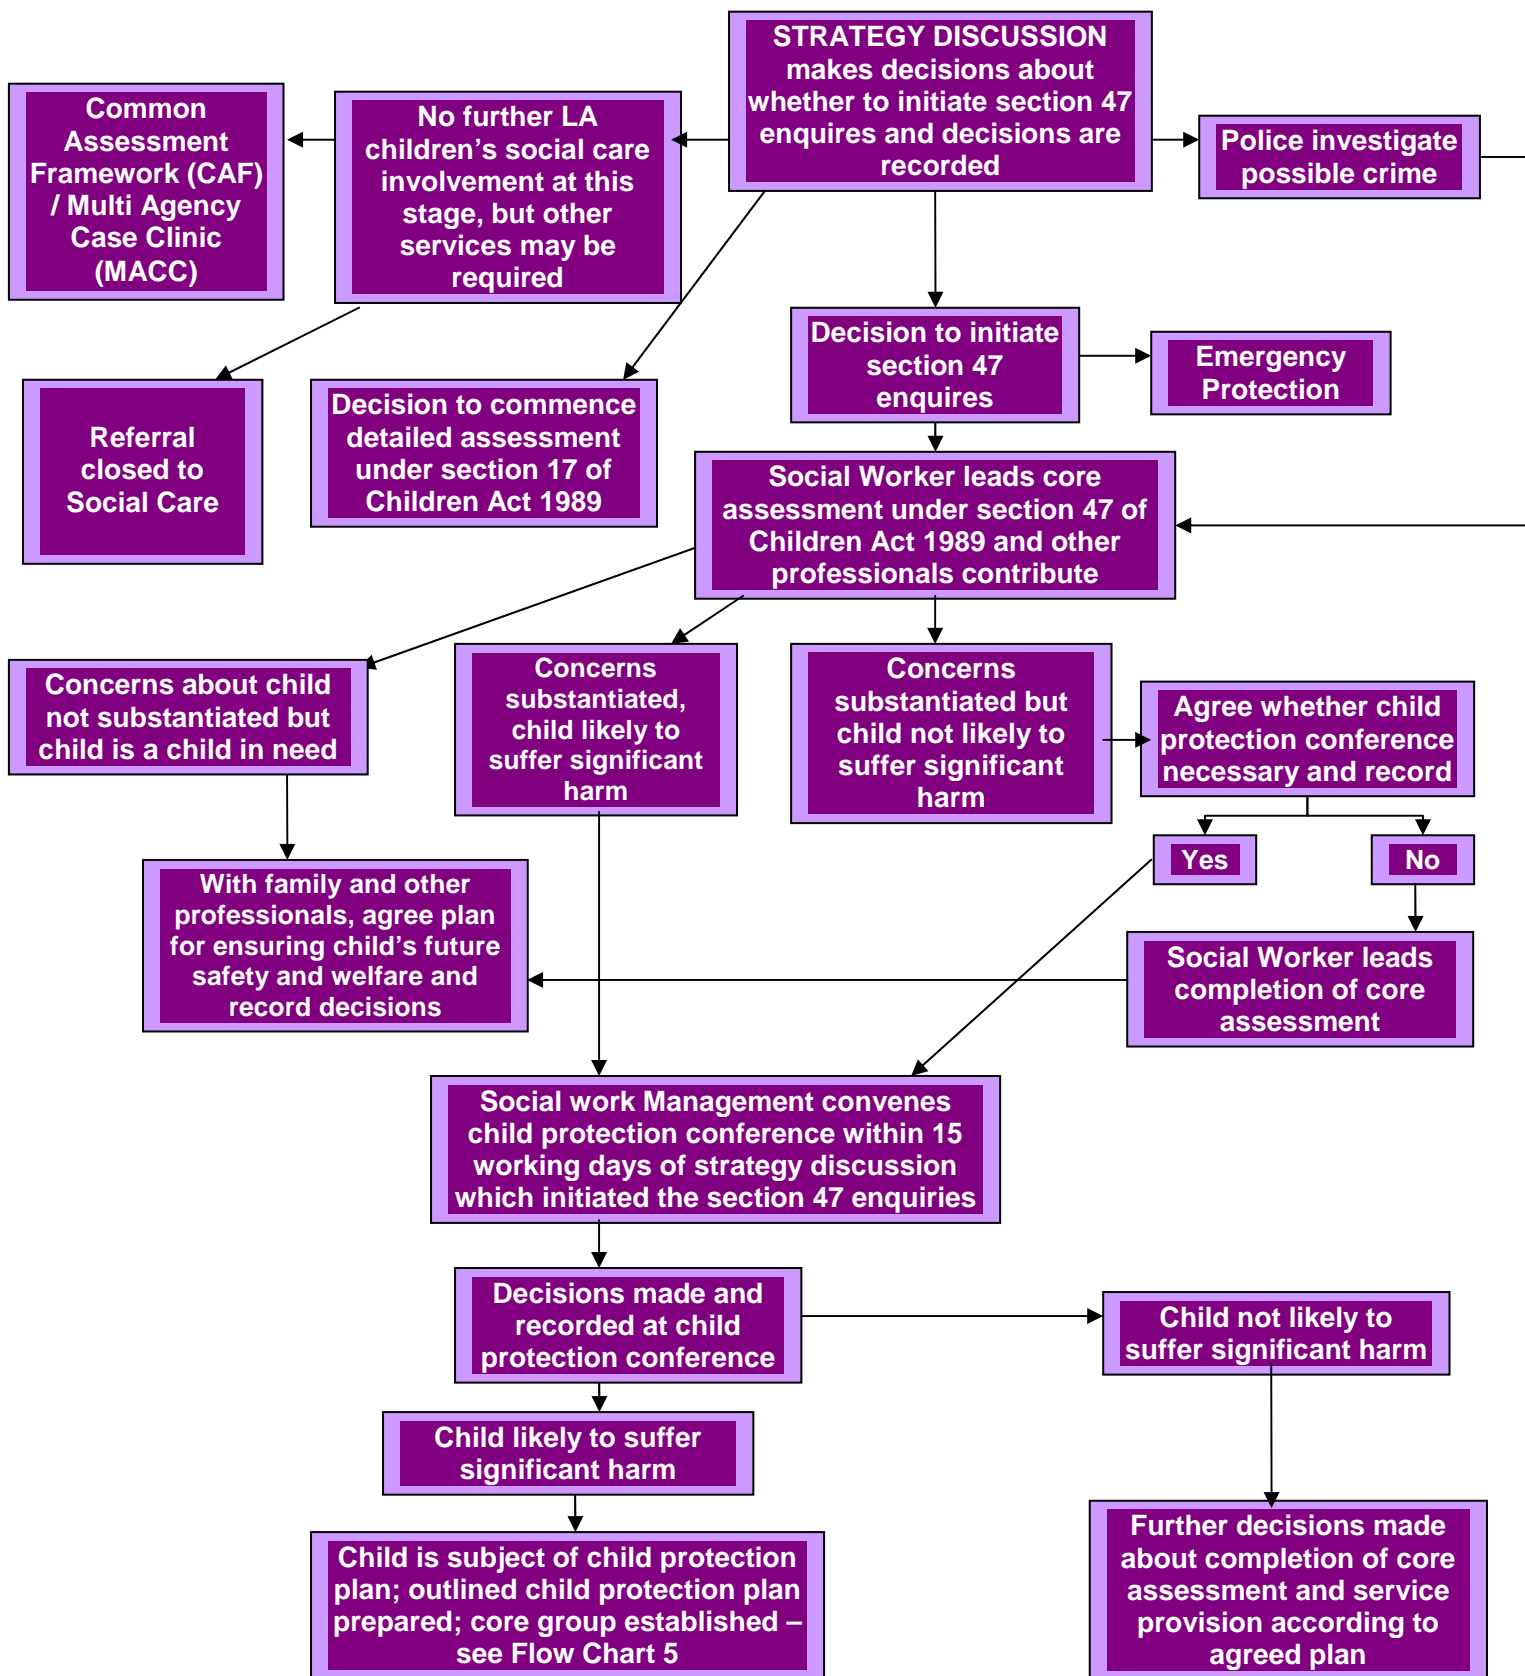 STRATEGY DISCUSSION
makes decisions about
whether to initiate section 47
enquires and decisions are
recorded
Common
Assessment
Framework (CAF)
/ Multi Agency
Case Clinic
(MACC)
No further LA
children’s social care
involvement at this
stage, but other
services may be
required
Police investigate
possible crime
Decision to initiate
section 47
enquires
Emergency
Protection
Referral
closed to
Social Care
Decision to commence
detailed assessment
under section 17 of
Children Act 1989
Social Worker leads core
assessment under section 47 of
Children Act 1989 and other
professionals contribute
Concerns about child
not substantiated but
child is a child in need
Concerns
substantiated,
child likely to
suffer significant
harm
Concerns
substantiated but
child not likely to
suffer significant
harm
Agree whether child
protection conference
necessary and record
Yes
No
With family and other
professionals, agree plan
for ensuring child’s future
safety and welfare and
record decisions
Social Worker leads
completion of core
assessment
Social work Management convenes
child protection conference within 15
working days of strategy discussion
which initiated the section 47 enquiries
Decisions made and
recorded at child
protection conference
Child not likely to
suffer significant harm
Child likely to suffer
significant harm
Child is subject of child protection
plan; outlined child protection plan
prepared; core group established –
see Flow Chart 5
Further decisions made
about completion of core
assessment and service
provision according to
agreed plan